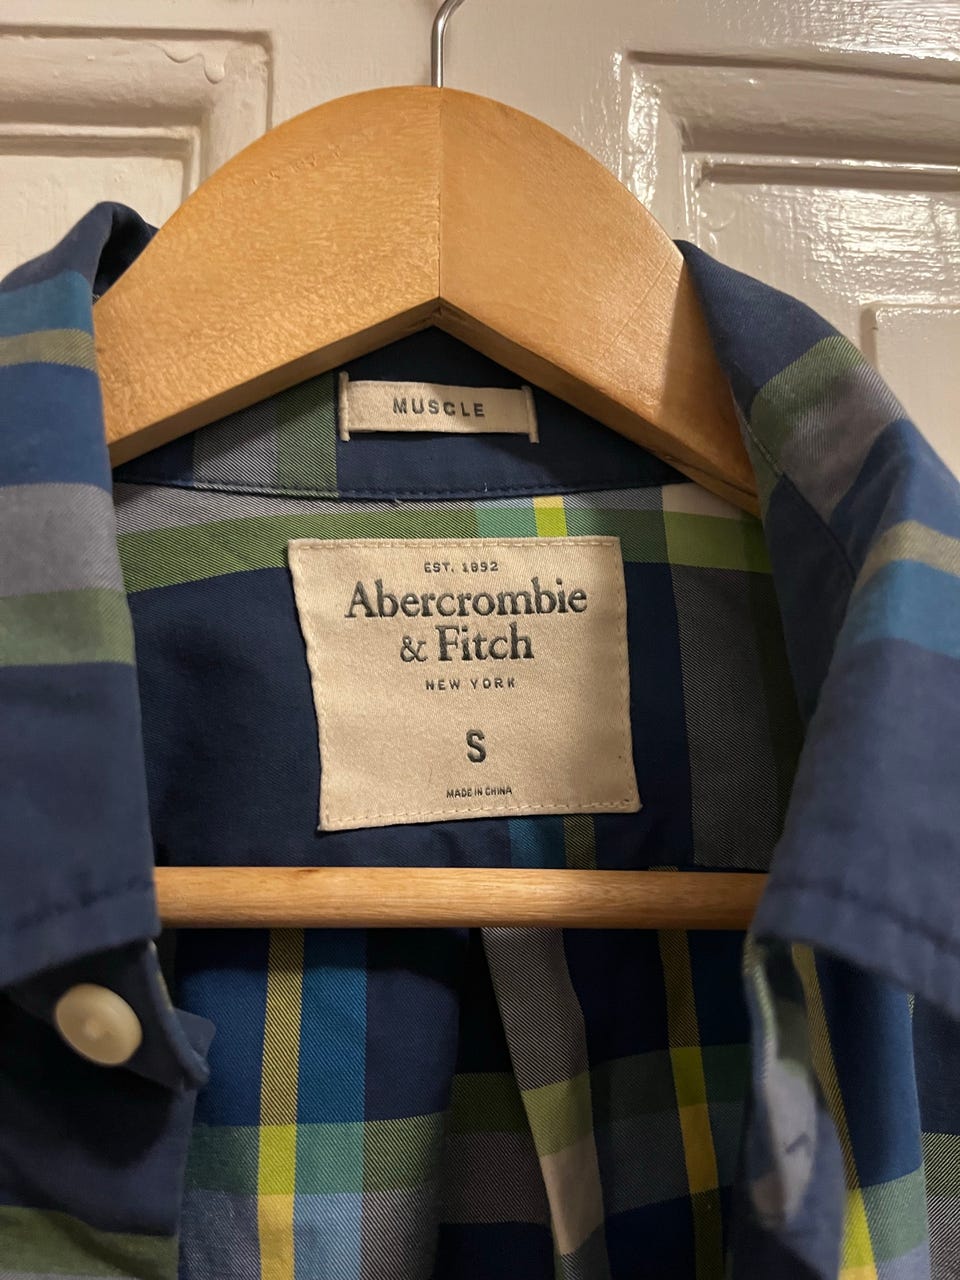 MUSCLE
EST. 1892
Abercrombie
& Fitch
NEW YORK
S
MADE IN CHINA